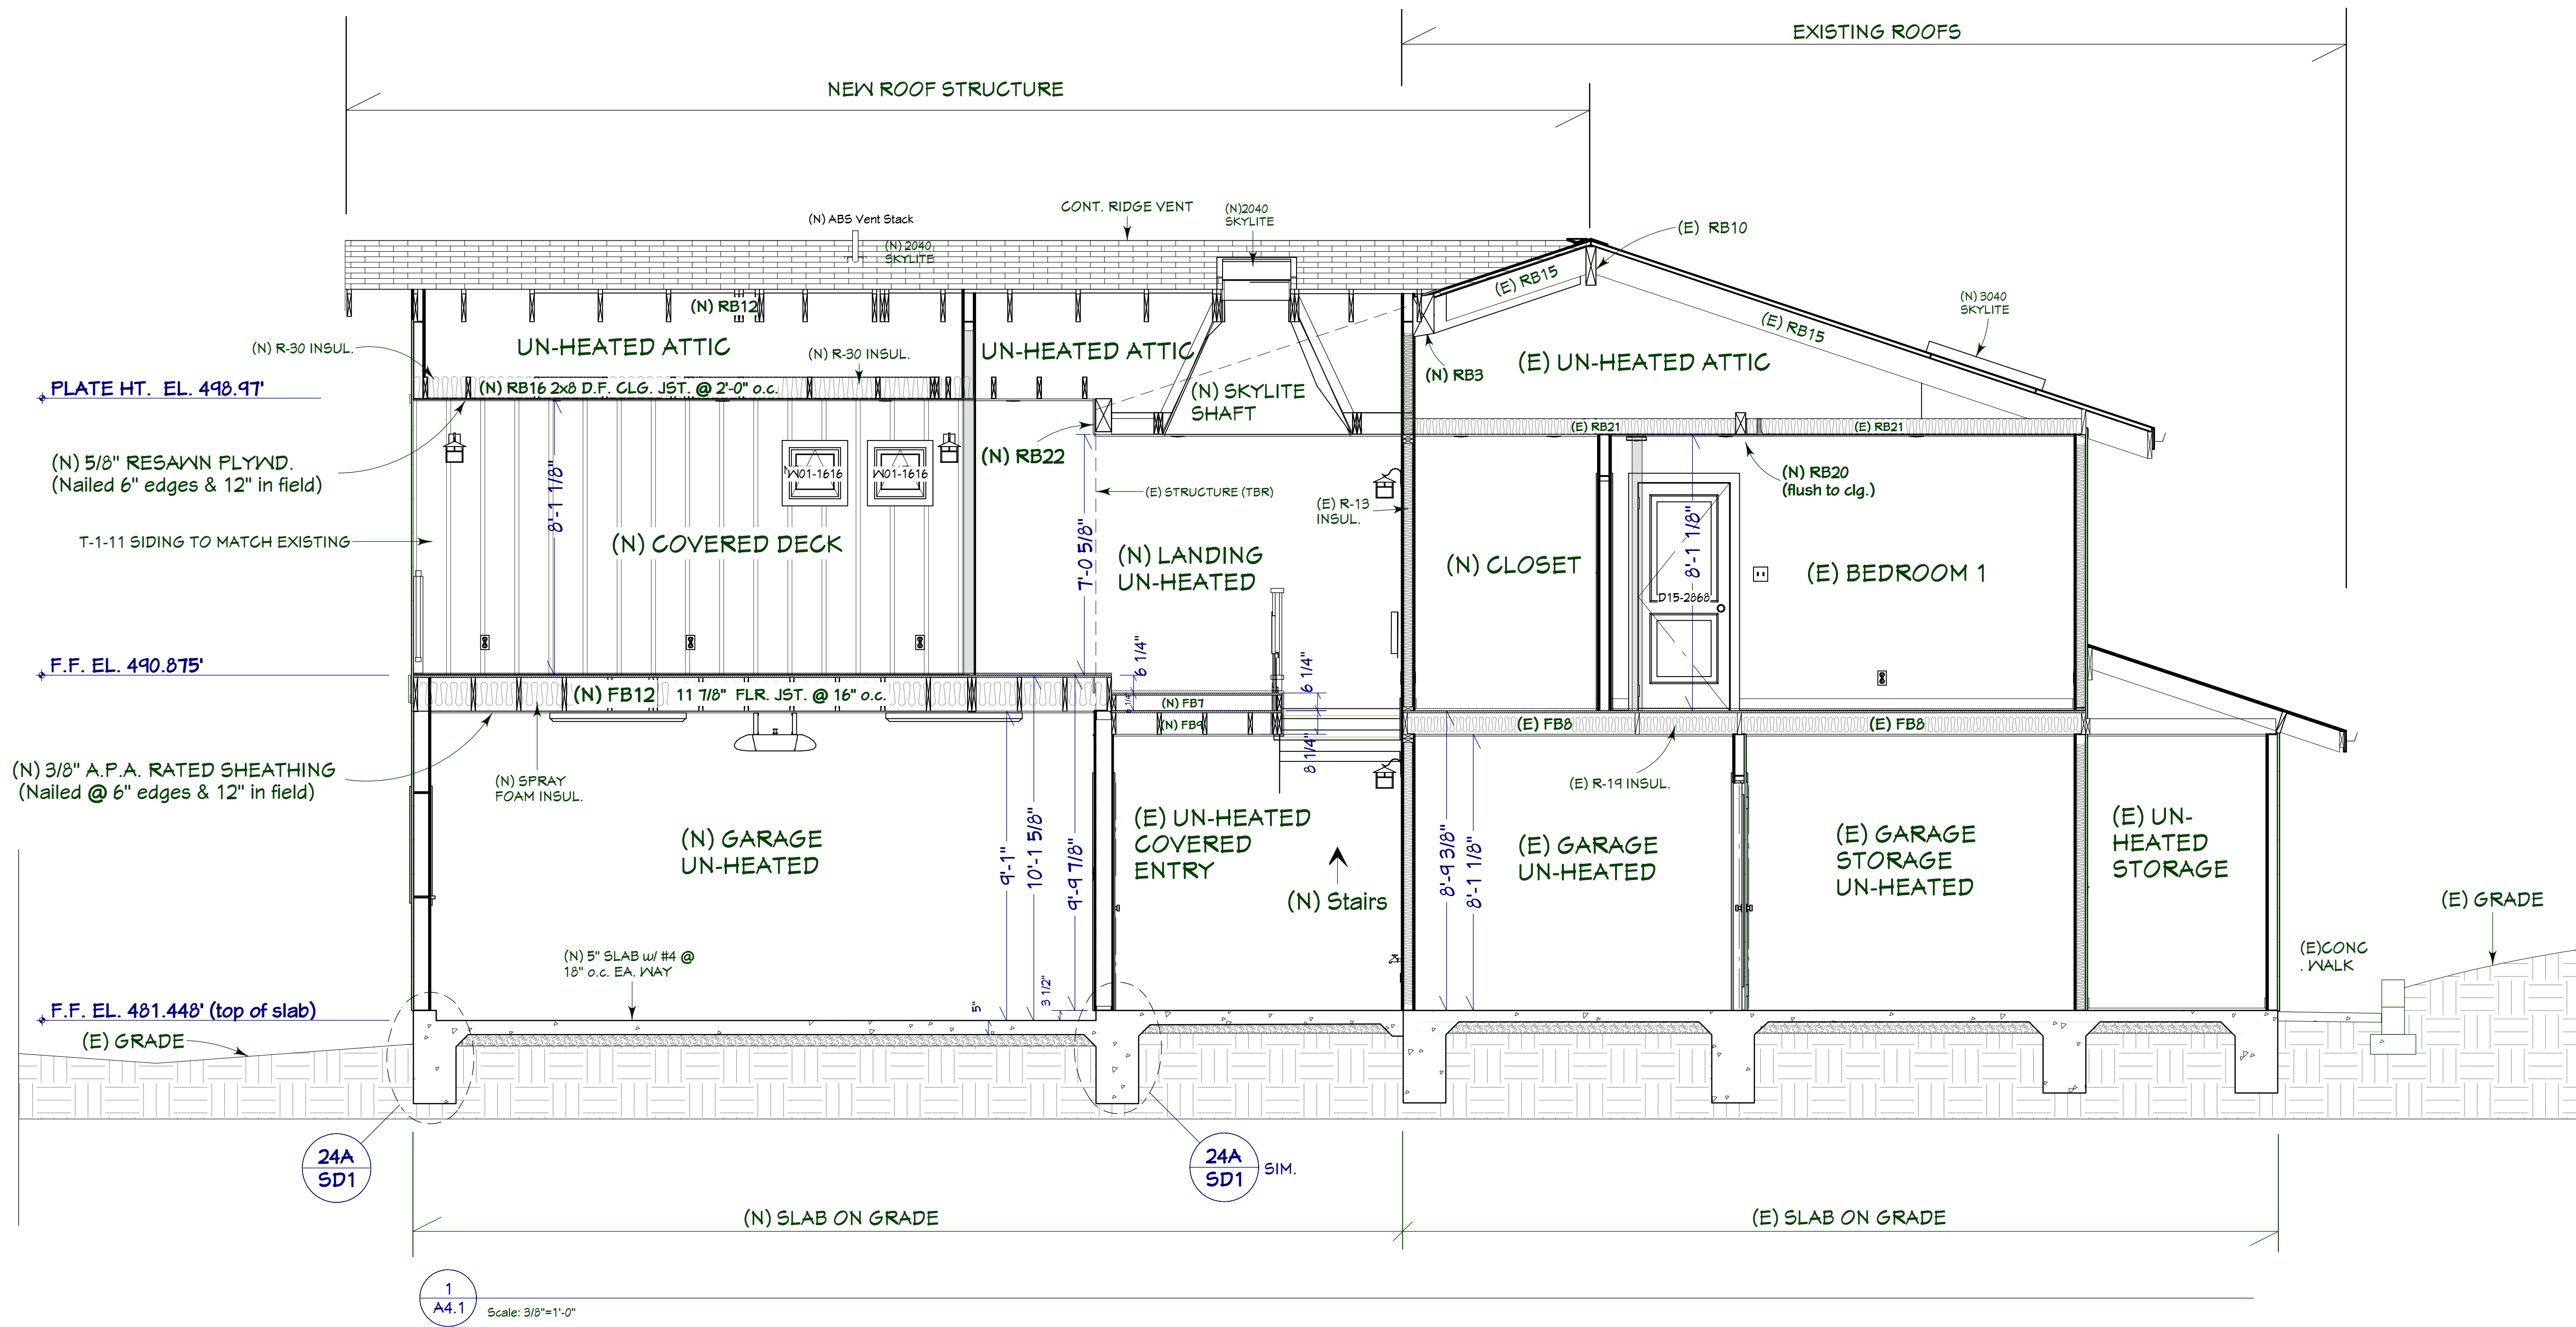 EXISTING ROOFS
NEW ROOF STRUCTURE
CONT. RIDGE VENT
(N)2040
SKYLITE
(N) ABS Vent Stack
(N) 2040
SKYLITE
(E) RB10
(E) RB15
(N) RB12
(N) 3040
SKYLITE
(E) RB15
UN-HEATED ATTIC
UN-HEATED ATTIC
(N) R-30 INSUL.
(N) R-30 INSUL.
(E) UN-HEATED ATTIC
(N) RB3
PLATE HT. EL. 498.97'
(N) RB16 2x8 D.F. CLG. JST. @ 2'-0" o.c.
(N) SKYLITE
SHAFT
(E) RB21
(E) RB21
(N) RB22
(N) 5/8" RESAWN PLYWD.
(Nailed 6" edges & 12" in field)
W01-1616
W01-1616
(N) RB20
(flush to clg.)
(E) STRUCTURE (TBR)
(E) R-13
INSUL.
8'-1 1/8"
7'-0 5/8"
8'-1 1/8"
T-1-11 SIDING TO MATCH EXISTING
(N) COVERED DECK
(N) LANDING
UN-HEATED
(N) CLOSET
(E) BEDROOM 1
D15-2868
F.F. EL. 490.875'
6 1/4"
6 1/4"
(N) FB12
11 7/8" FLR. JST. @ 16" o.c.
(N) FB7
(N) FB9
(E) FB8
(E) FB8
8 1/4"
(N) 3/8" A.P.A. RATED SHEATHING
(Nailed @ 6" edges & 12" in field)
(N) SPRAY
FOAM INSUL.
(E) R-19 INSUL.
(N) GARAGE
UN-HEATED
9'-1"
10'-1 5/8"
9'-9 7/8"
(E) UN-HEATED
COVERED
ENTRY
(N) Stairs
8'-9 3/8"
8'-1 1/8"
(E) GARAGE
UN-HEATED
(E) GARAGE
STORAGE
UN-HEATED
(E) UN-
HEATED
STORAGE
(E) GRADE
(E)CONC
. WALK
(N) 5" SLAB w/ #4 @
18" o.c. EA. WAY
5"
3 1/2"
F.F. EL. 481.448' (top of slab)
(E) GRADE
24A
SD1
24A
SD1
SIM.
(N) SLAB ON GRADE
(E) SLAB ON GRADE
1
A4.1
Scale: 3/8"=1'-0"